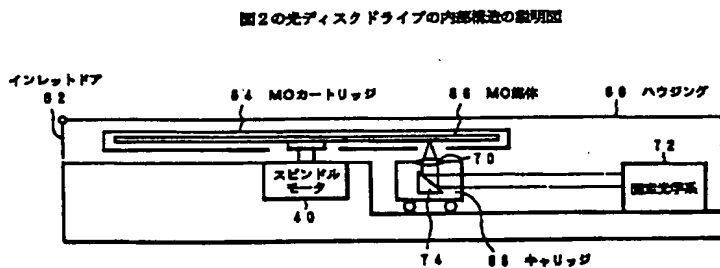 図2の光ディスクドライブの内部構造の説明図
インレットドア
62
64 MOカートリッジ
66 MO媒体
ハウジング
70
72
固定光学系
スピンドル
モータ
40
74
68 キャリッジ